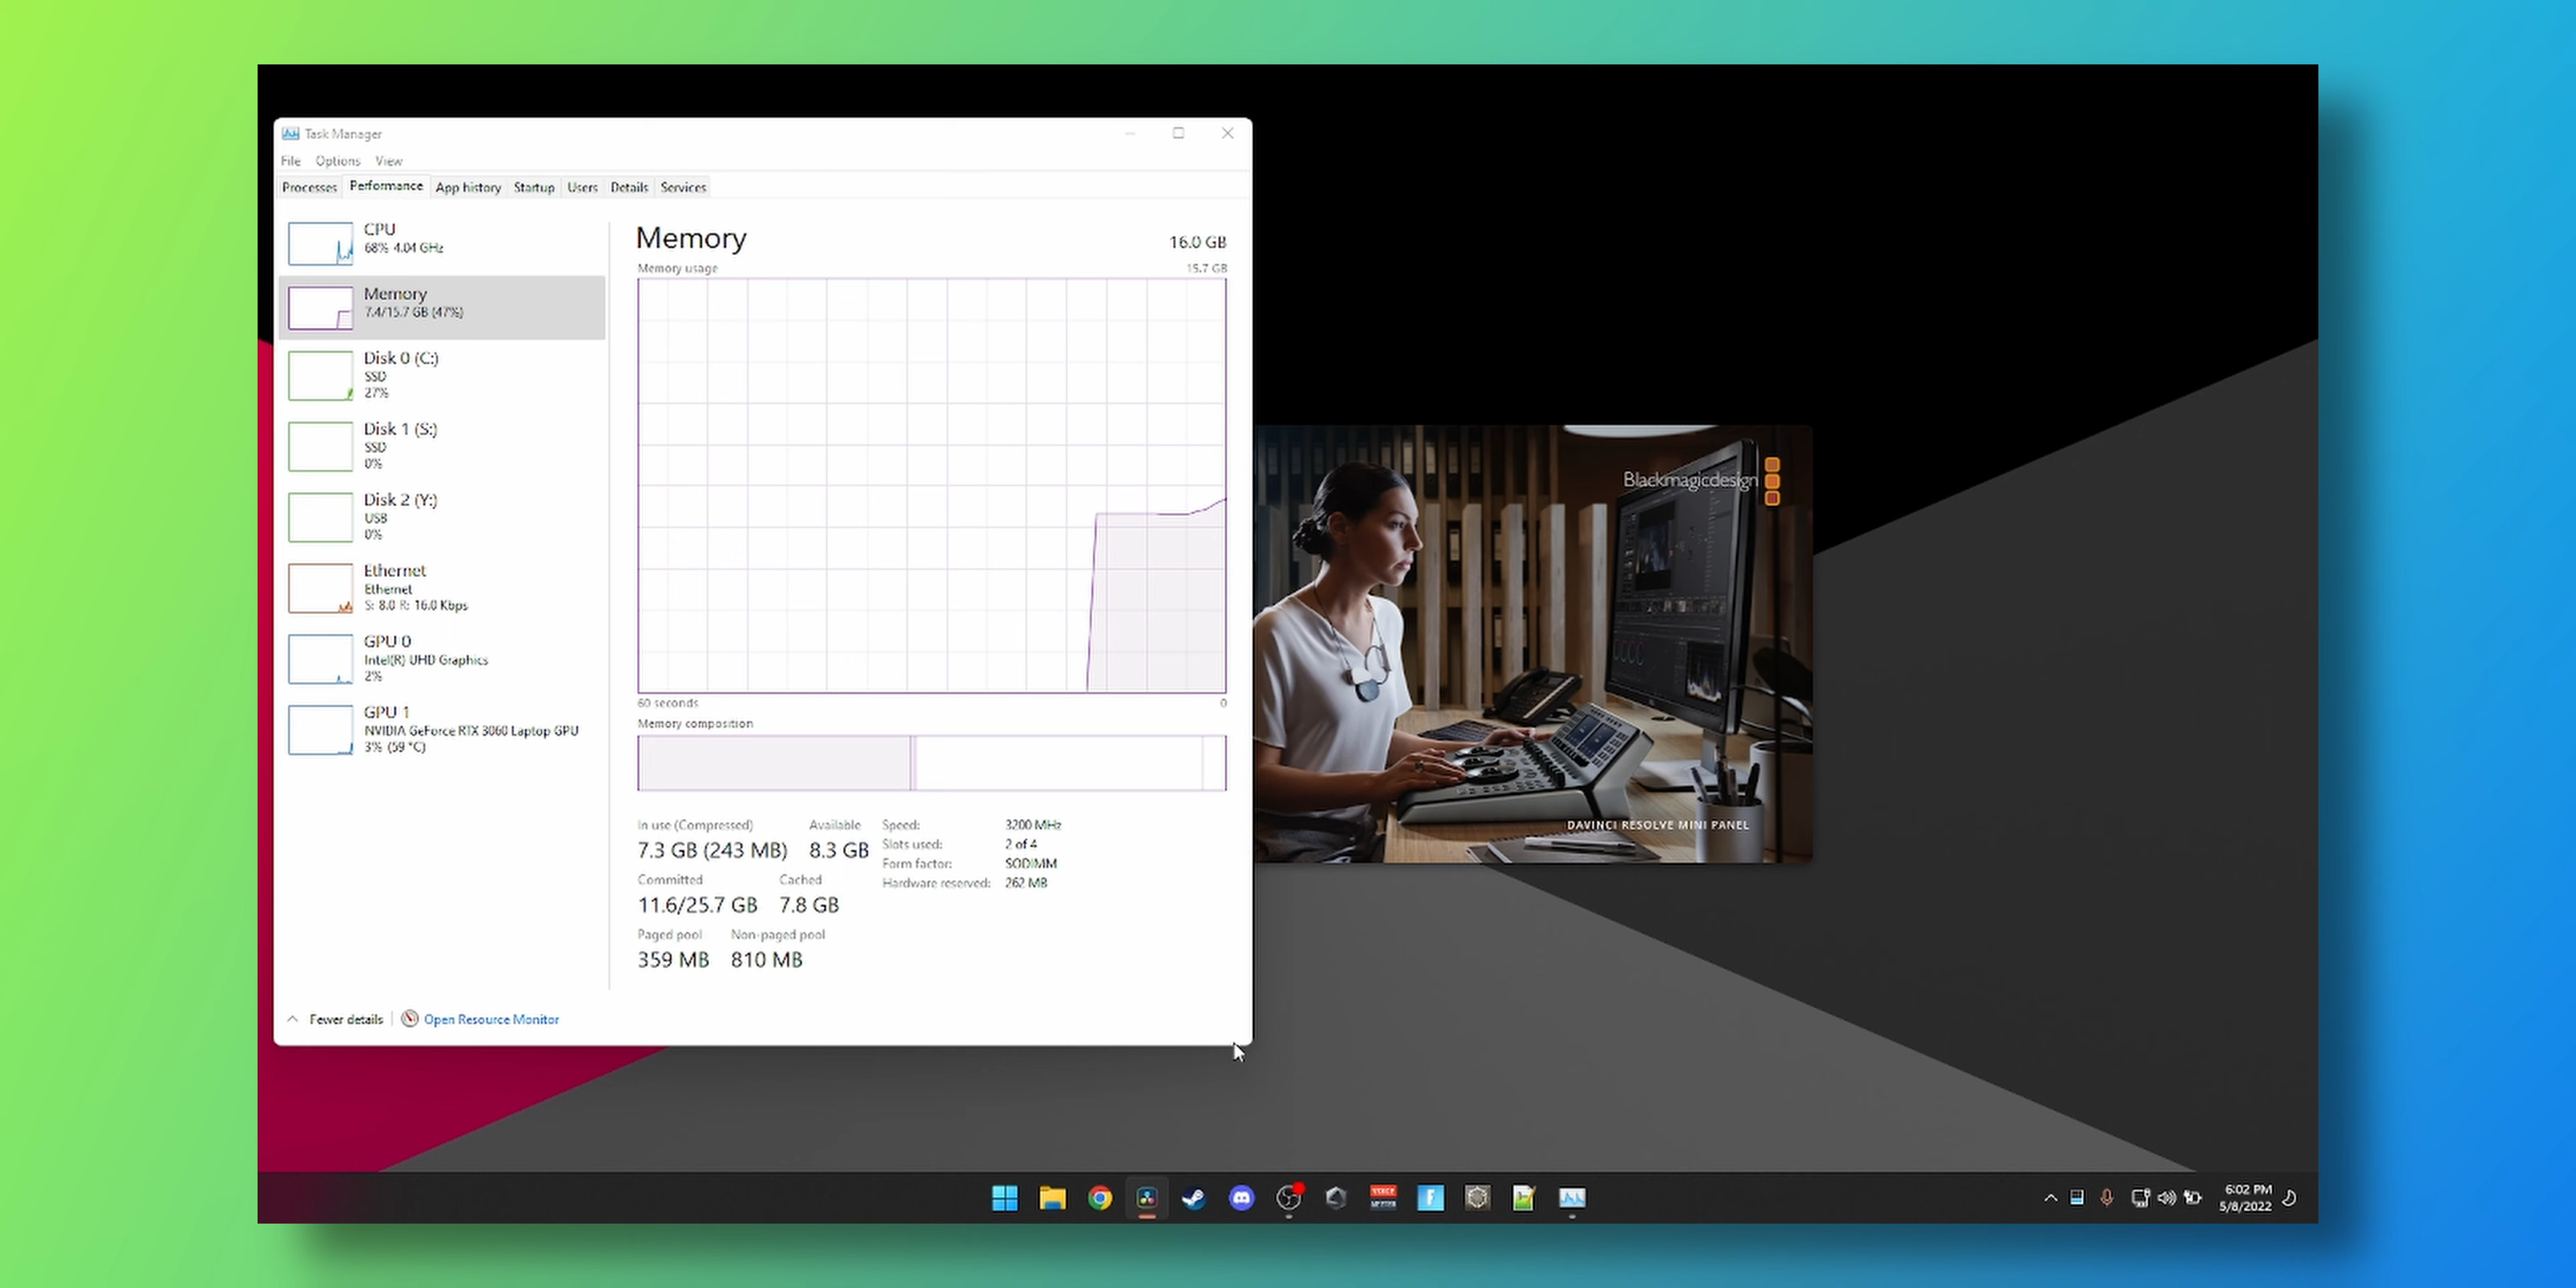 Task Manager
File Options View
Processes Performance App history Startup Users Details Services
CPU
68% 4.04 GHz
Memory
7.4/15.7 GB (47%)
Disk 0 (C:)
SSD
27%
Disk 1 (S:)
SSD
0%
Disk 2 (Y:)
USB
0%
Ethernet
Ethernet
S: 8.0 R: 16.0 Kbps
GPU 0
Intel(R) UHD Graphics
2%
GPU 1
NVIDIA GeForce RTX 3060 Laptop GPU
3% (59 °C)
Memory 16.0 GB
Memory usage 15.7 GB
60 seconds 0
Memory composition
In use (Compressed) Available
7.3 GB (243 MB) 8.3 GB
Committed Cached
11.6/25.7 GB 7.8 GB
Paged pool Non-paged pool
359 MB 810 MB
Speed: 3200 MHz
Slots used: 2 of 4
Form factor: SODIMM
Hardware reserved: 262 MB
Fewer details Open Resource Monitor
Blackmagicdesign
DAVINCI RESOLVE MINI PANEL
VOICE
MEETER
6:02 PM
5/8/2022